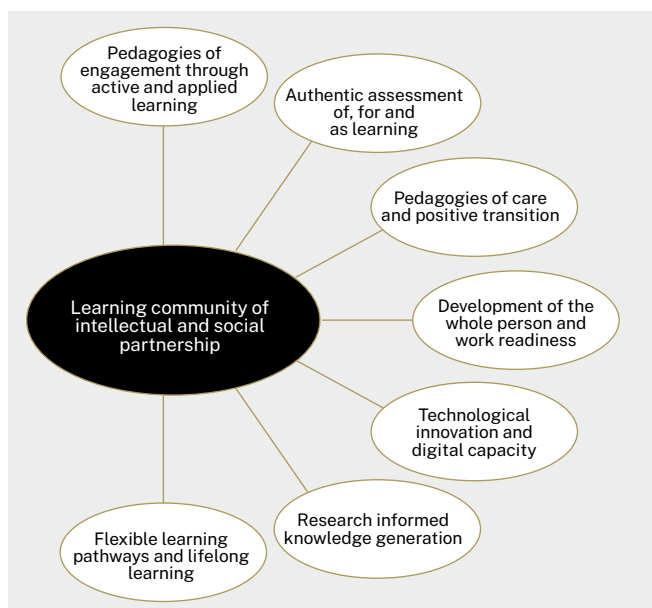 Pedagogies of
engagement through
active and applied
learning
Authentic assessment
of, for and
as learning
Pedagogies of care
and positive transition
Learning community of
intellectual and social
partnership
Development of the
whole person and
work readiness
Technological
innovation and
digital capacity
Research informed
knowledge generation
Flexible learning
pathways and lifelong
learning